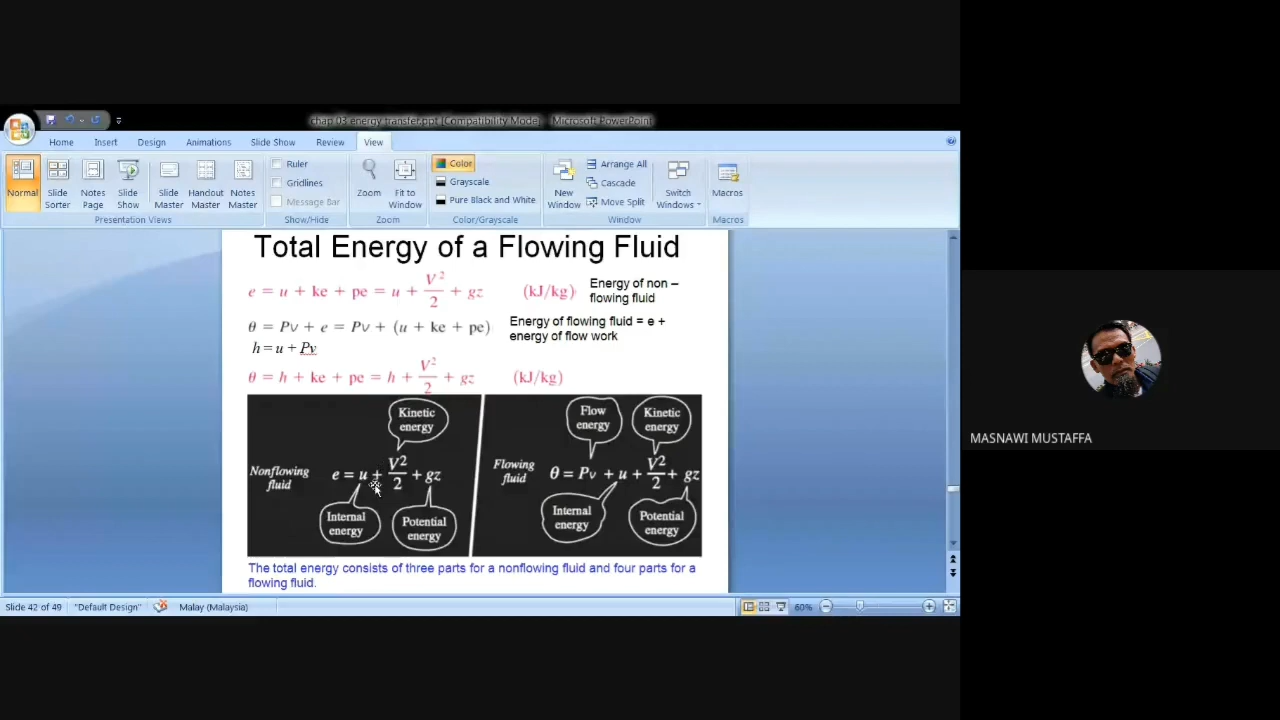 chap 03.energy transfer.ppt [Compatibility Mode] - Microsoft PowerPoint
Home Insert Design Animations Slide Show Review View
Normal
Slide Sorter
Notes Page
Slide Show
Slide Master
Handout Master
Notes Master
Presentation Views
Ruler
Gridlines
Message Bar
Show/Hide
Zoom
Fit to Window
Zoom
Color
Grayscale
Pure Black and White
Color/Grayscale
New Window
Arrange All
Cascade
Move Split
Switch Windows
Window
Macros
Macros
Total Energy of a Flowing Fluid
e = u + ke + pe = u + V²/2 + gz (kJ/kg)
Energy of non –
flowing fluid
θ = Pv + e = Pv + (u + ke + pe)
Energy of flowing fluid = e +
energy of flow work
h = u + Pv
θ = h + ke + pe = h + V²/2 + gz (kJ/kg)
Kinetic
energy
Nonflowing
fluid
e = u + V²/2 + gz
Internal
energy
Potential
energy
Flow
energy
Kinetic
energy
Flowing
fluid
θ = Pv + u + V²/2 + gz
Internal
energy
Potential
energy
The total energy consists of three parts for a nonflowing fluid and four parts for a
flowing fluid.
Slide 42 of 49 "Default Design" Malay (Malaysia) 60%
MASNAWI MUSTAFFA